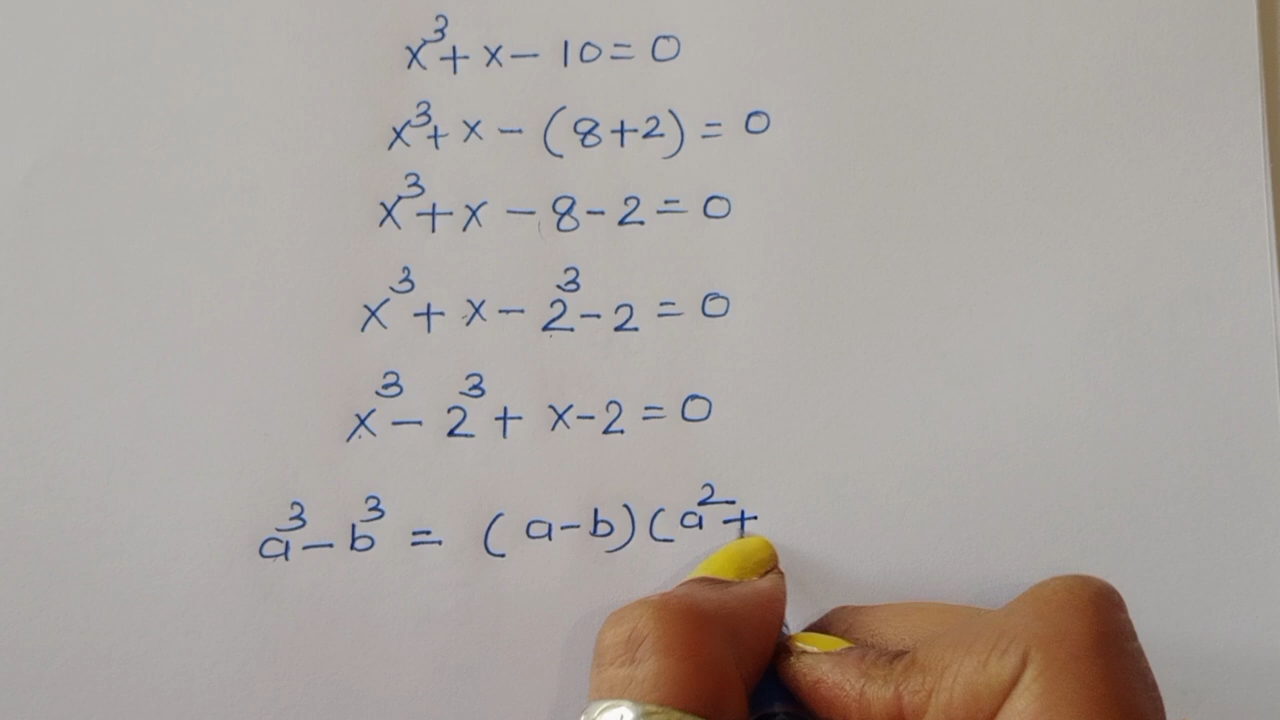 x³ + x - 10 = 0
x³ + x - (8 + 2) = 0
x³ + x - 8 - 2 = 0
x³ + x - 2³ - 2 = 0
x³ - 2³ + x - 2 = 0
a³ - b³ = (a - b)(a² +